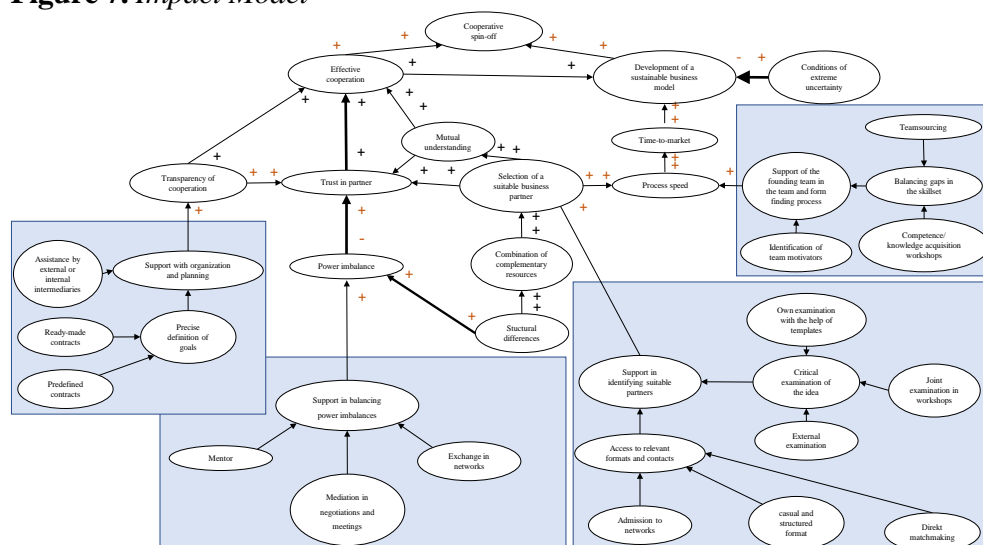 Figure 7. Impact Model
Cooperative
spin-off
+
+
+
+
Effective
cooperation
+
+
Development of a
sustainable business
model
-
+
Conditions of
extreme
uncertainty
+
+
+
+
+
Mutual
understanding
+
+
Time-to-market
Teamsourcing
+
+
+
+
Transparency of
cooperation
+
+
Trust in partner
+
+
Selection of a
suitable business
partner
+
+
+
Process speed
+
+
+
Support of the
founding team in
the team and form
finding process
Balancing gaps in
the skillset
+
+
-
+
+
Identification of
team motivators
Competence/
knowledge acquisition
workshops
Assistance by
external or
internal
intermediaries
Support with organization
and planning
Power imbalance
+
+
Combination of
complementary
resources
+
+
+
Stuctural
differences
Ready-made
contracts
Precise
definition of
goals
Predefined
contracts
Own examination
with the help of
templates
Support in
identifying suitable
partners
Critical
examination of
the idea
Joint
examination in
workshops
Support in balancing
power imbalances
External
examination
Mentor
Exchange in
networks
Access to relevant
formats and contacts
Mediation in
negotiations and
meetings
Admission to
networks
casual and
structured
format
Direkt
matchmaking